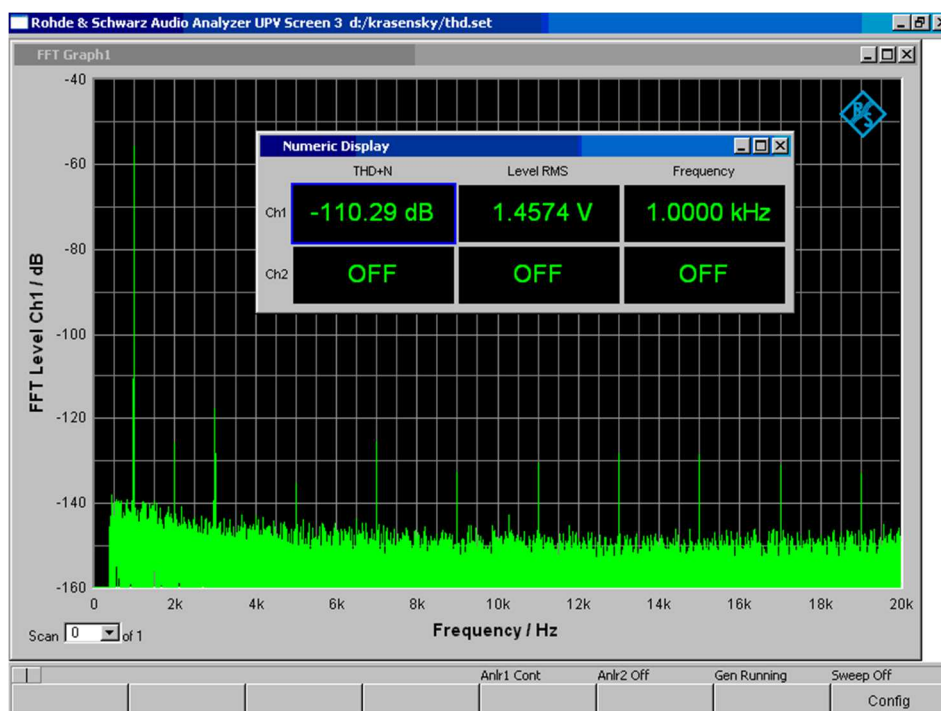 Rohde & Schwarz Audio Analyzer UPV Screen 3 d:/krasensky/thd.set
FFT Graph1
-40
-60
-80
-100
-120
-140
-160
FFT Level Ch1 / dB
Numeric Display
THD+N Level RMS Frequency
Ch1 -110.29 dB 1.4574 V 1.0000 kHz
Ch2 OFF OFF OFF
0 2k 4k 6k 8k 10k 12k 14k 16k 18k 20k
Frequency / Hz
Scan 0 of 1
Anlr1 Cont Anlr2 Off Gen Running Sweep Off
Config